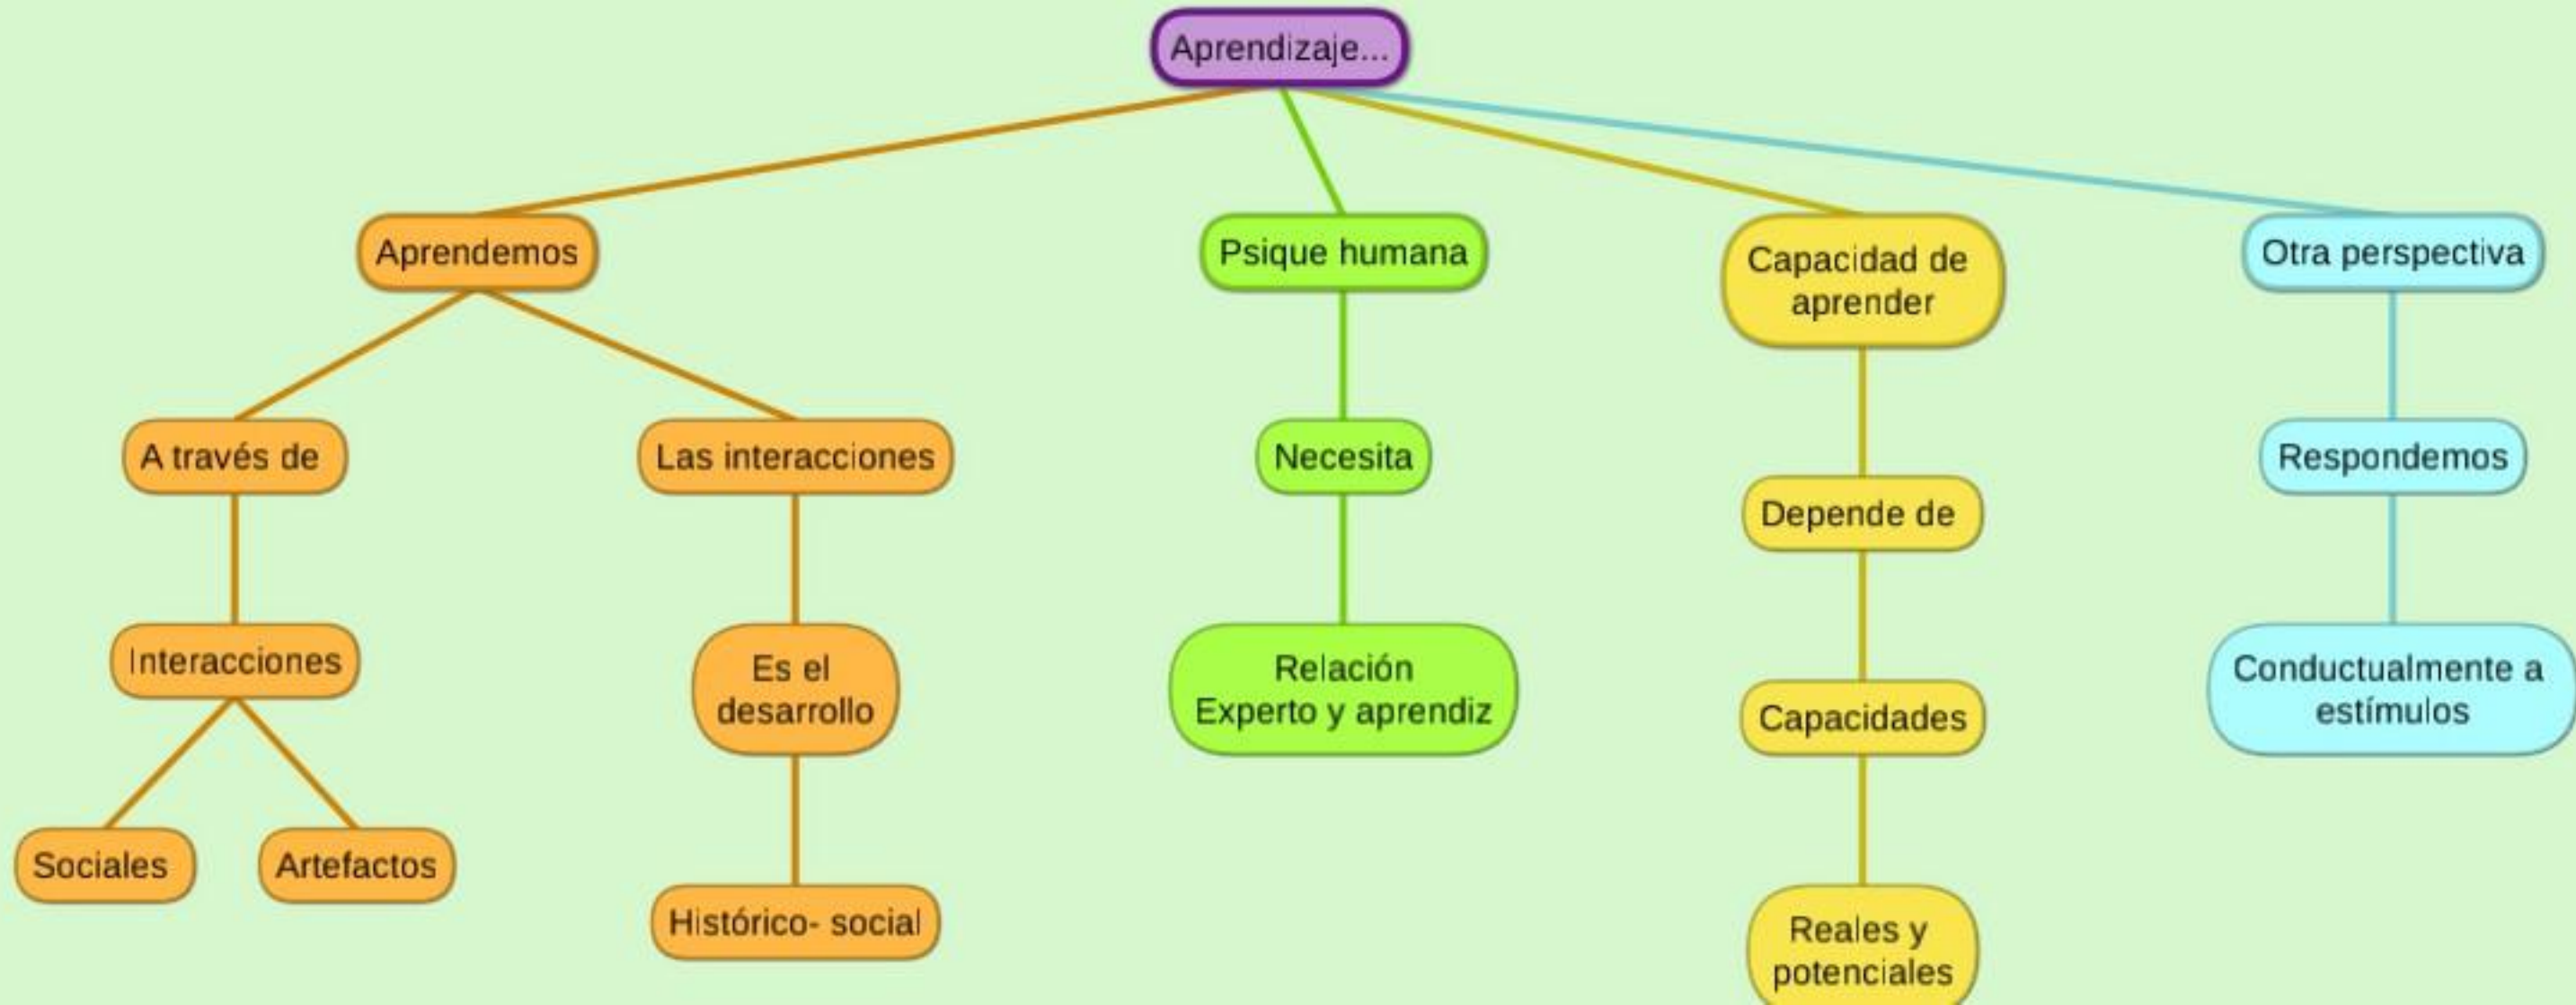 Aprendizaje...
Aprendemos
Psique humana
Capacidad de
aprender
Otra perspectiva
A través de
Las interacciones
Necesita
Depende de
Respondemos
Interacciones
Es el
desarrollo
Relación
Experto y aprendiz
Capacidades
Conductualmente a
estímulos
Sociales
Artefactos
Histórico- social
Reales y
potenciales